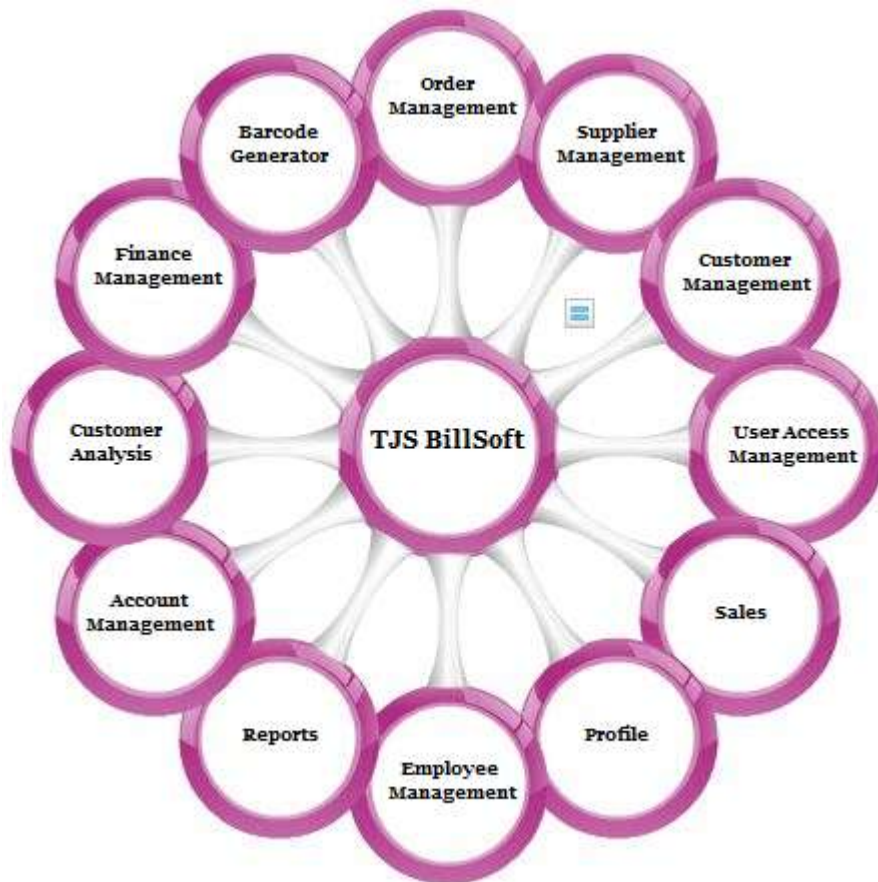 Order
Management
Supplier
Management
Customer
Management
User Access
Management
Sales
Profile
Employee
Management
Reports
Account
Management
Customer
Analysis
Finance
Management
Barcode
Generator
TJS BillSoft